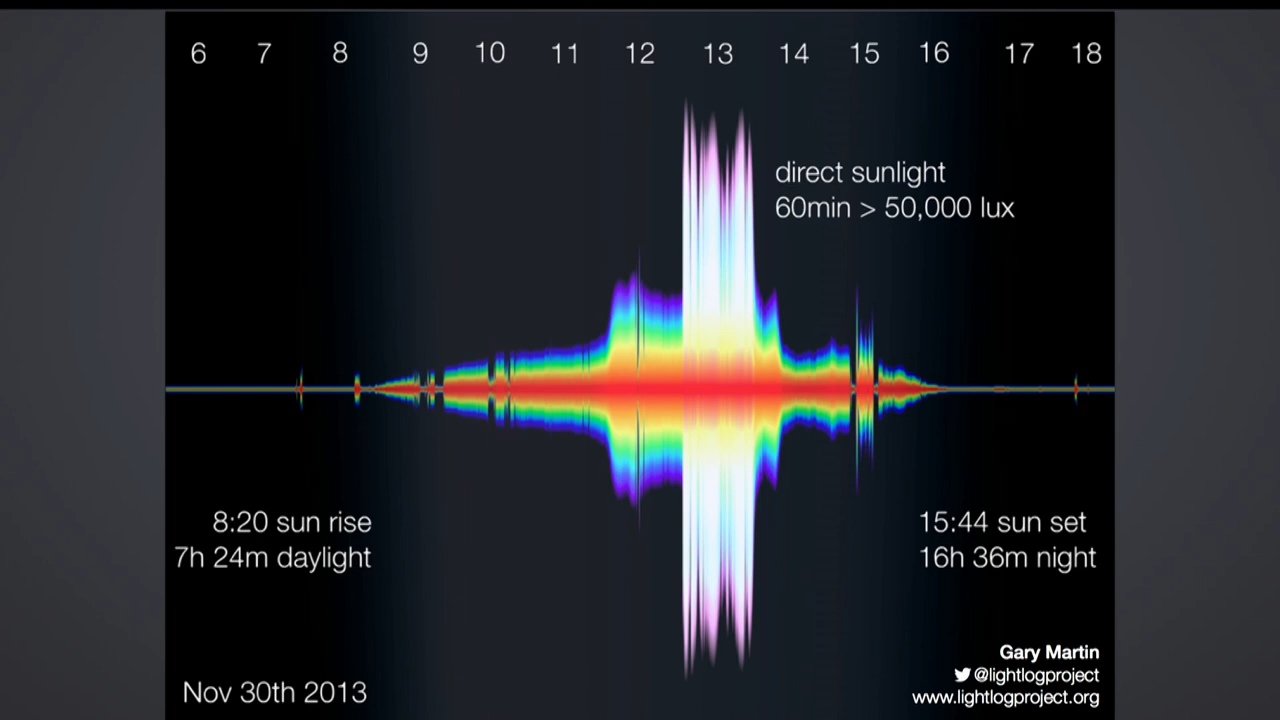 6 7 8 9 10 11 12 13 14 15 16 17 18
direct sunlight
60min > 50,000 lux
8:20 sun rise
7h 24m daylight
15:44 sun set
16h 36m night
Gary Martin
@lightlogproject
www.lightlogproject.org
Nov 30th 2013